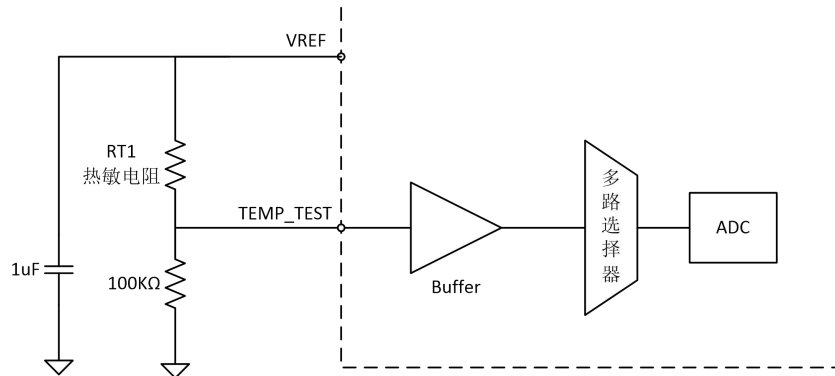 VREF
RT1
热敏电阻
TEMP_TEST
1uF
100KΩ
Buffer
多路选择器
ADC